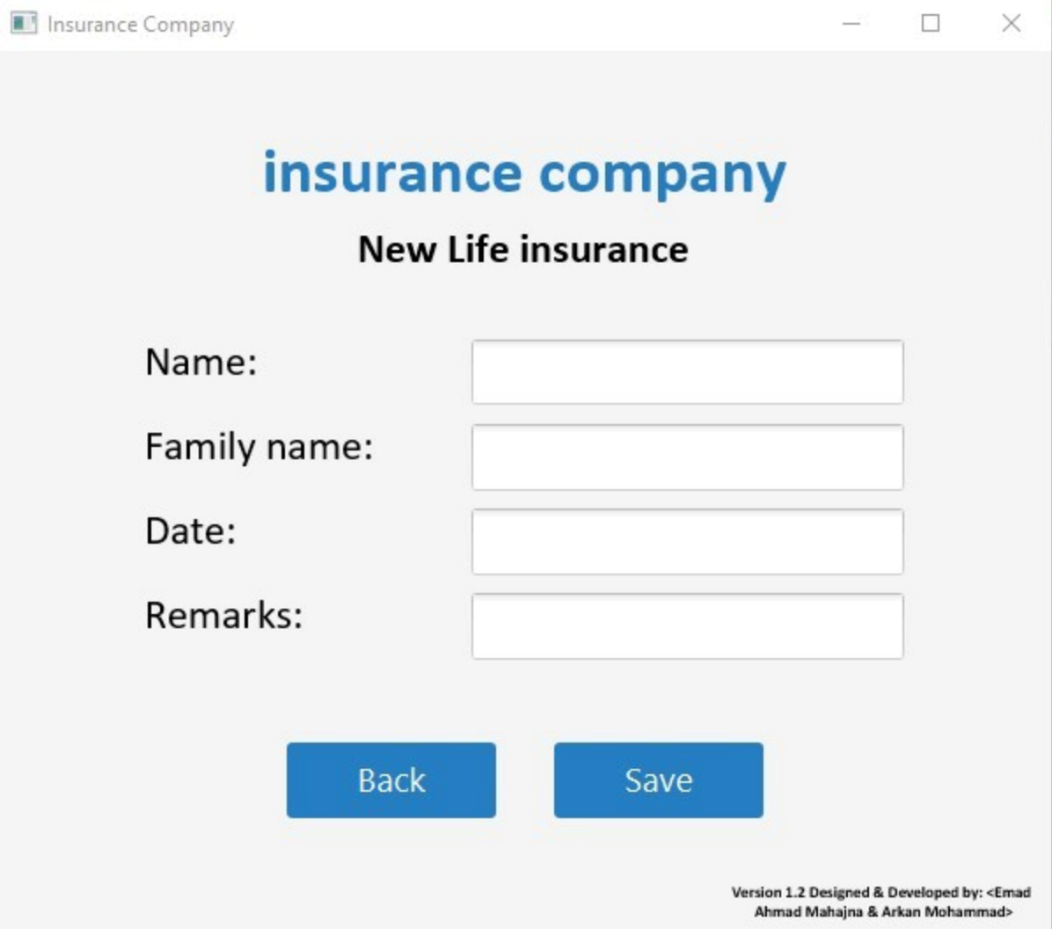 Insurance Company
insurance company
New Life insurance
Name:
Family name:
Date:
Remarks:
Back
Save
Version 1.2 Designed & Developed by: <Emad
Ahmad Mahajna & Arkan Mohammad>